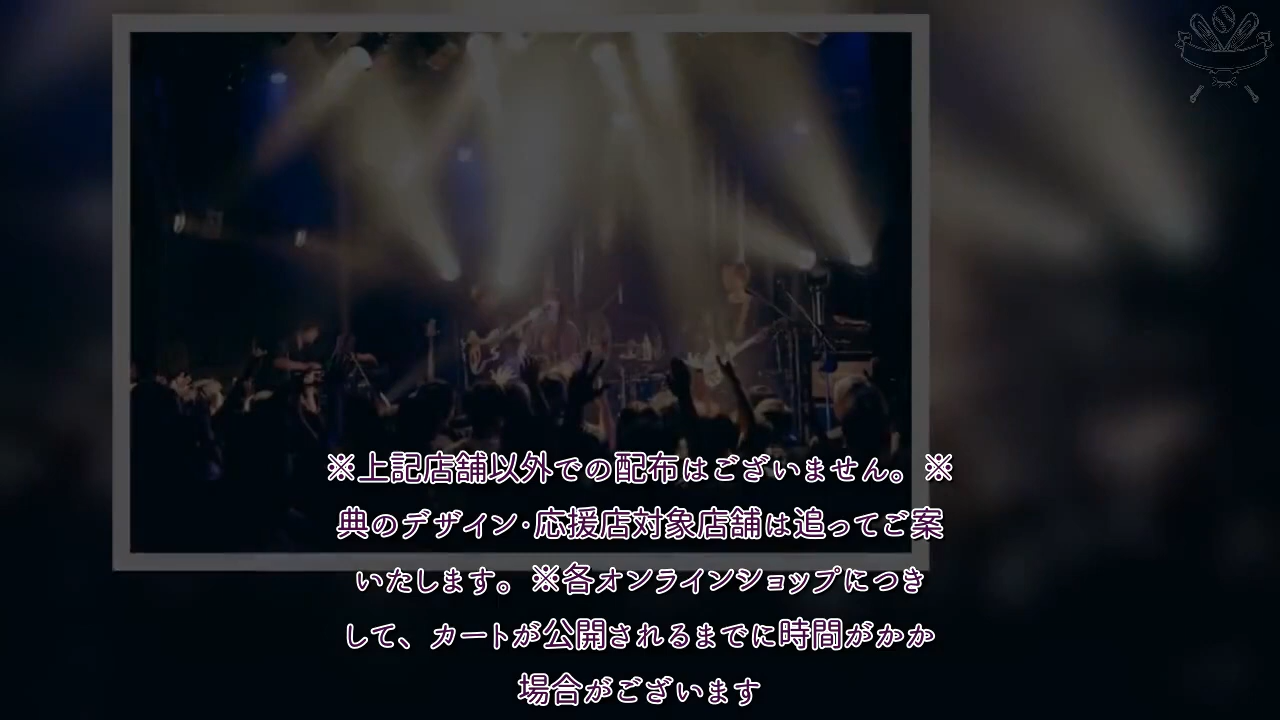 ※上記店舗以外での配布はございません。※
典のデザイン･応援店対象店舗は追ってご案
いたします。※各オンラインショップにつき
して、カートが公開されるまでに時間がかか
場合がございます